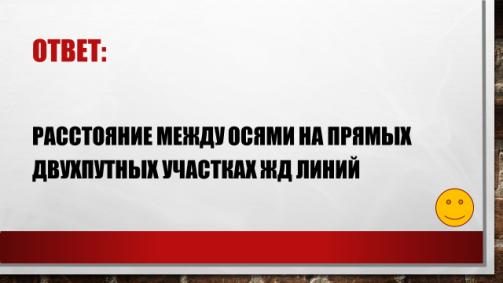 ОТВЕТ:
РАССТОЯНИЕ МЕЖДУ ОСЯМИ НА ПРЯМЫХ
ДВУХПУТНЫХ УЧАСТКАХ ЖД ЛИНИЙ